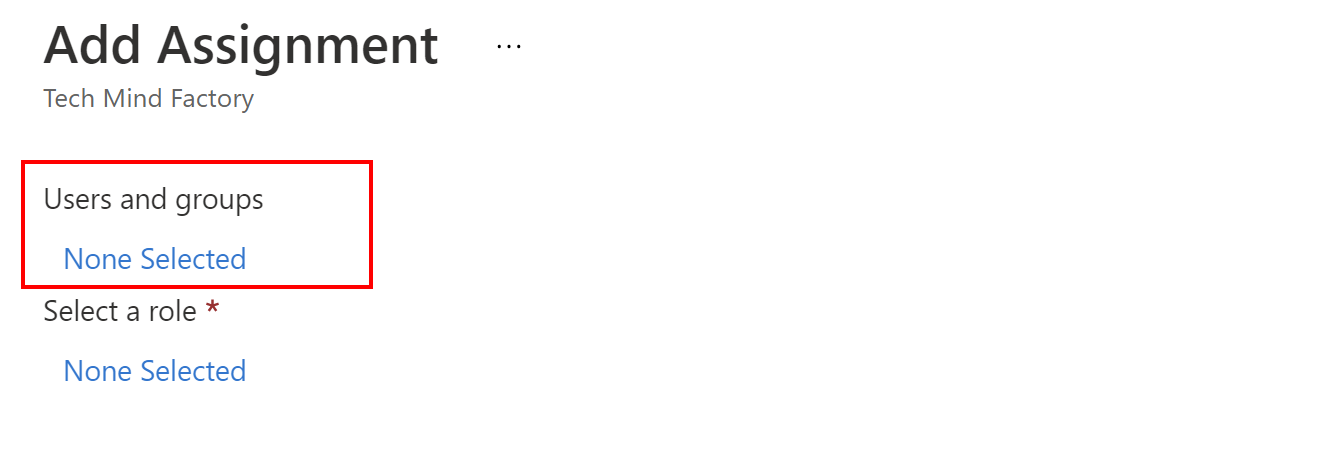 Add Assignment ...
Tech Mind Factory
Users and groups
None Selected
Select a role *
None Selected